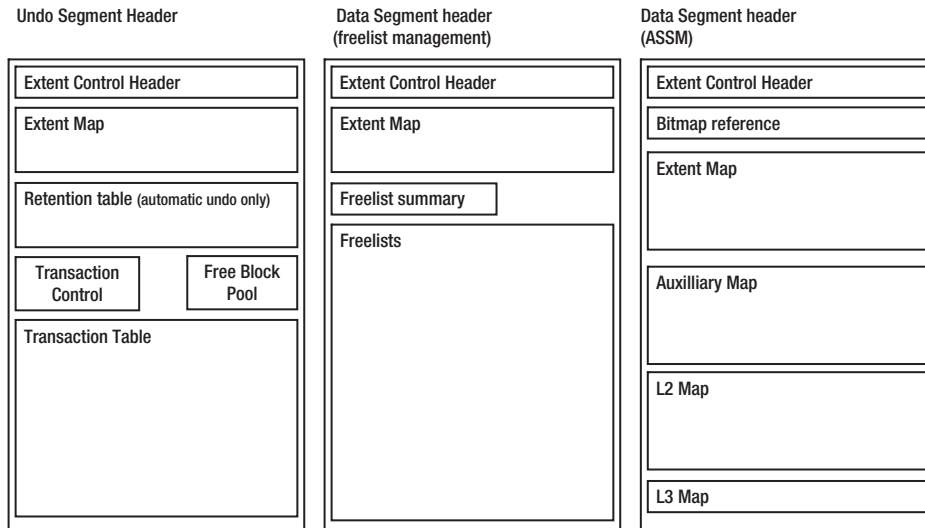 Undo Segment Header
Extent Control Header
Extent Map
Retention table (automatic undo only)
Transaction
Control
Free Block
Pool
Transaction Table
Data Segment header
(freelist management)
Extent Control Header
Extent Map
Freelist summary
Freelists
Data Segment header
(ASSM)
Extent Control Header
Bitmap reference
Extent Map
Auxilliary Map
L2 Map
L3 Map